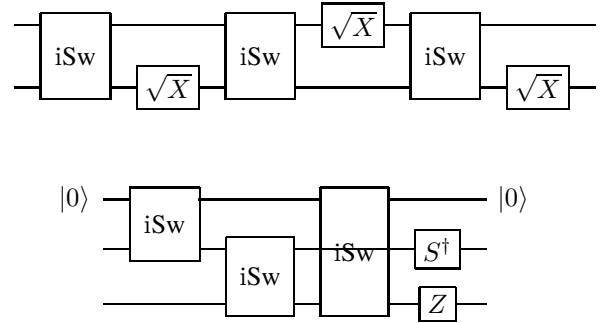 √X
iSw iSw iSw
√X √X
|0⟩ |0⟩
iSw
iSw S†
iSw
Z